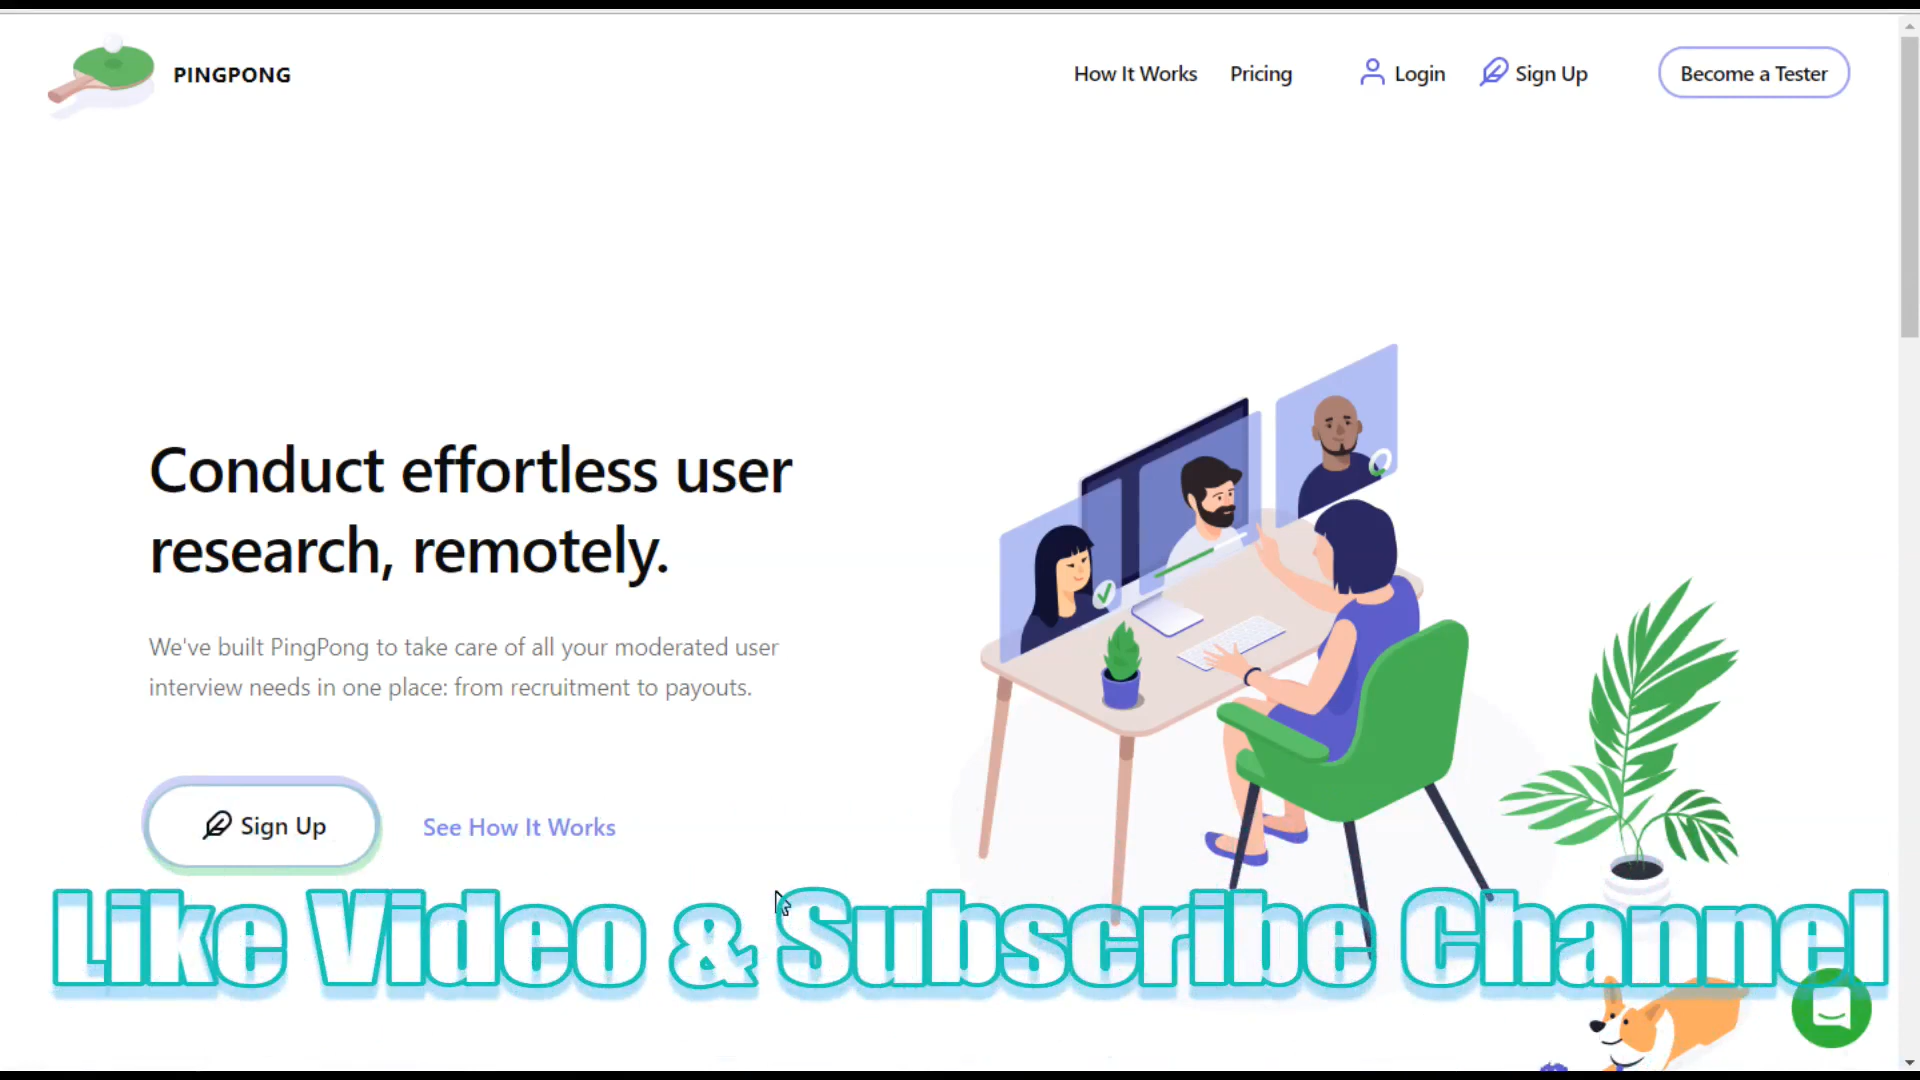 PINGPONG
How It Works
Pricing
Login
Sign Up
Become a Tester
Conduct effortless user
research, remotely.
We've built PingPong to take care of all your moderated user
interview needs in one place: from recruitment to payouts.
Sign Up
See How It Works
Like Video & Subscribe Channel